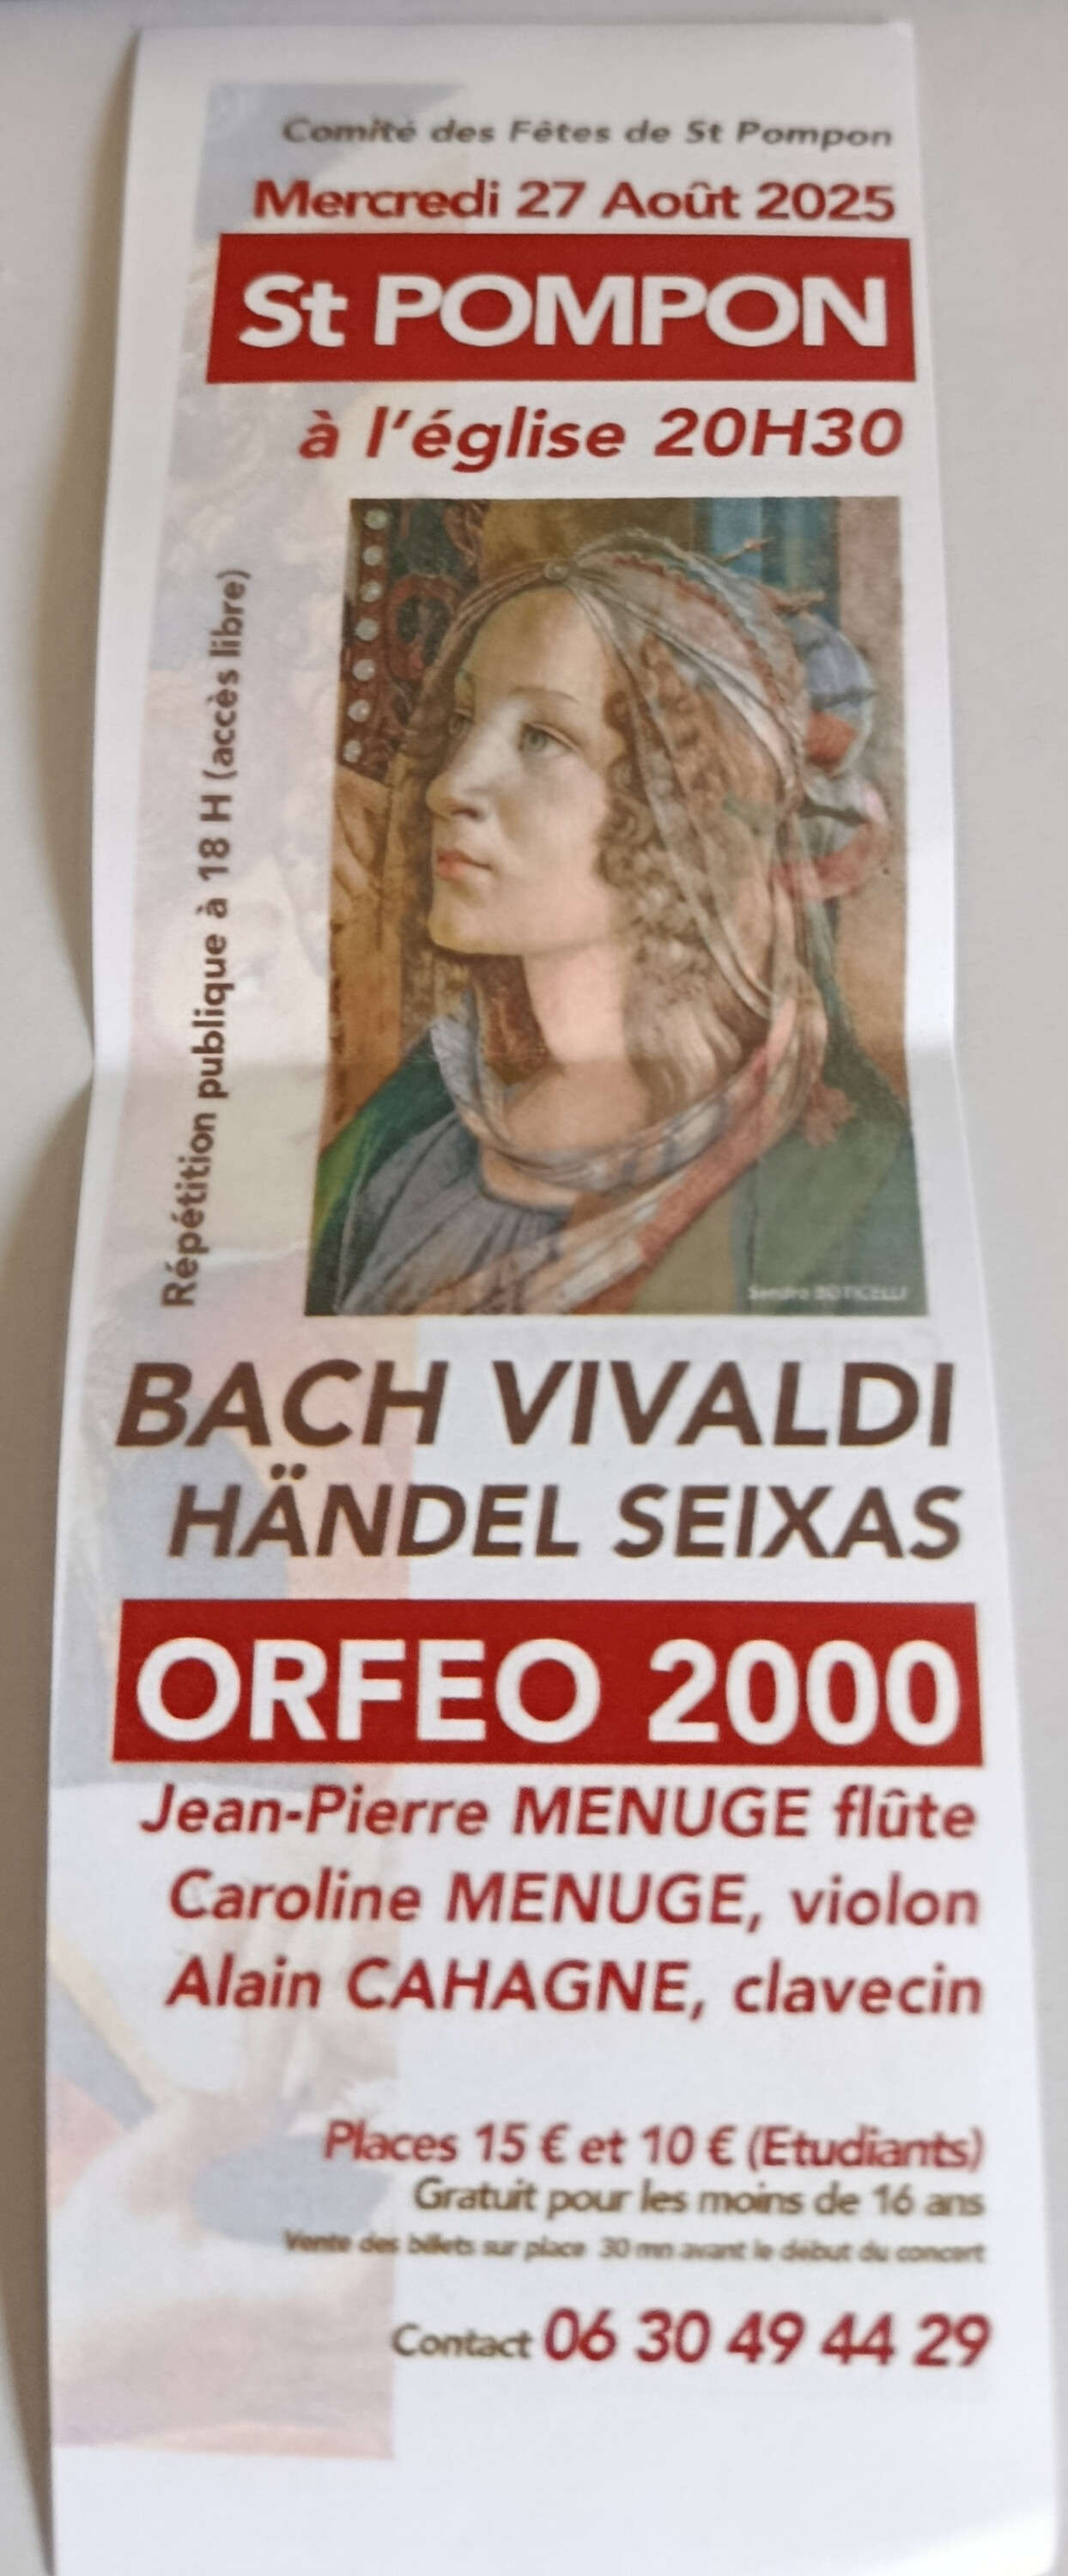 Comité des Fêtes de St Pompon
Mercredi 27 Août 2025
St POMPON
à l'église 20H30
Répétition publique à 18 H (accès libre)
Sandro BOTICELLI
BACH VIVALDI
HÄNDEL SEIXAS
ORFEO 2000
Jean-Pierre MENUGE flûte
Caroline MENUGE, violon
Alain CAHAGNE, clavecin
Places 15 € et 10 € (Etudiants)
Gratuit pour les moins de 16 ans
Vente des billets sur place 30 mn avant le début du concert
Contact 06 30 49 44 29